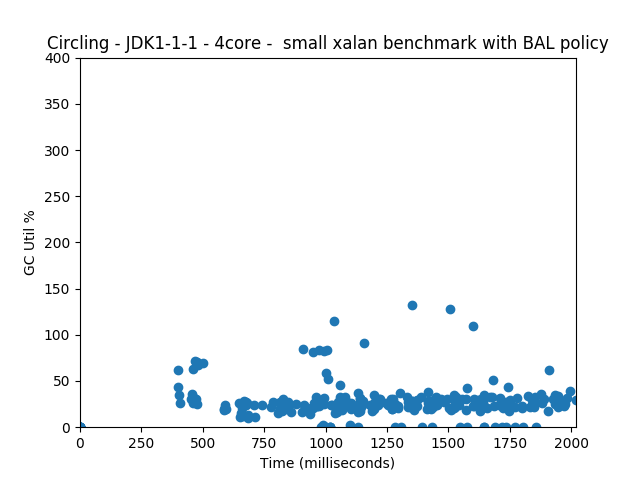 Circling - JDK1-1-1 - 4core -  small xalan benchmark with BAL policy
400
350
300
250
200
150
100
50
0
GC Util %
0 250 500 750 1000 1250 1500 1750 2000
Time (milliseconds)